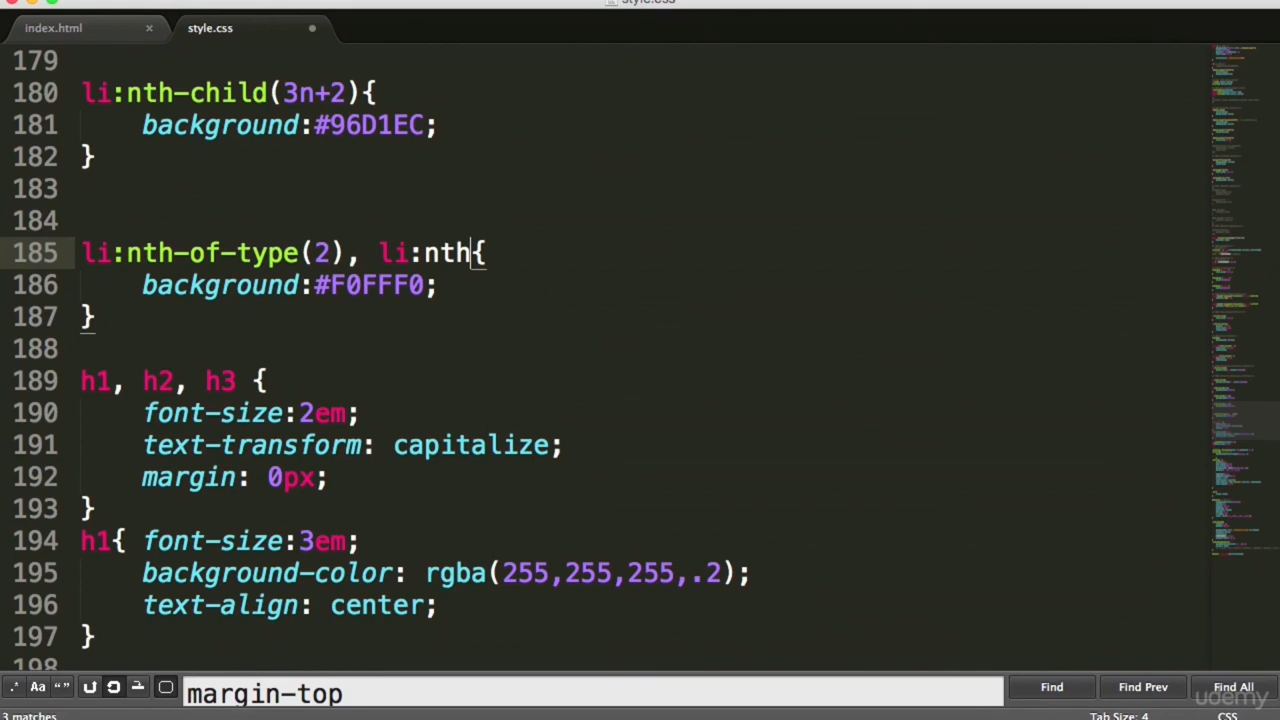 style.css
index.html × style.css
179
180 li:nth-child(3n+2){
181 background:#96D1EC;
182 }
183
184
185 li:nth-of-type(2), li:nth{
186 background:#F0FFF0;
187 }
188
189 h1, h2, h3 {
190 font-size:2em;
191 text-transform: capitalize;
192 margin: 0px;
193 }
194 h1{ font-size:3em;
195 background-color: rgba(255,255,255,.2);
196 text-align: center;
197 }
198
.* Aa “ ” margin-top Find Find Prev Find All
udemy
3 matches Tab Size: 4 CSS